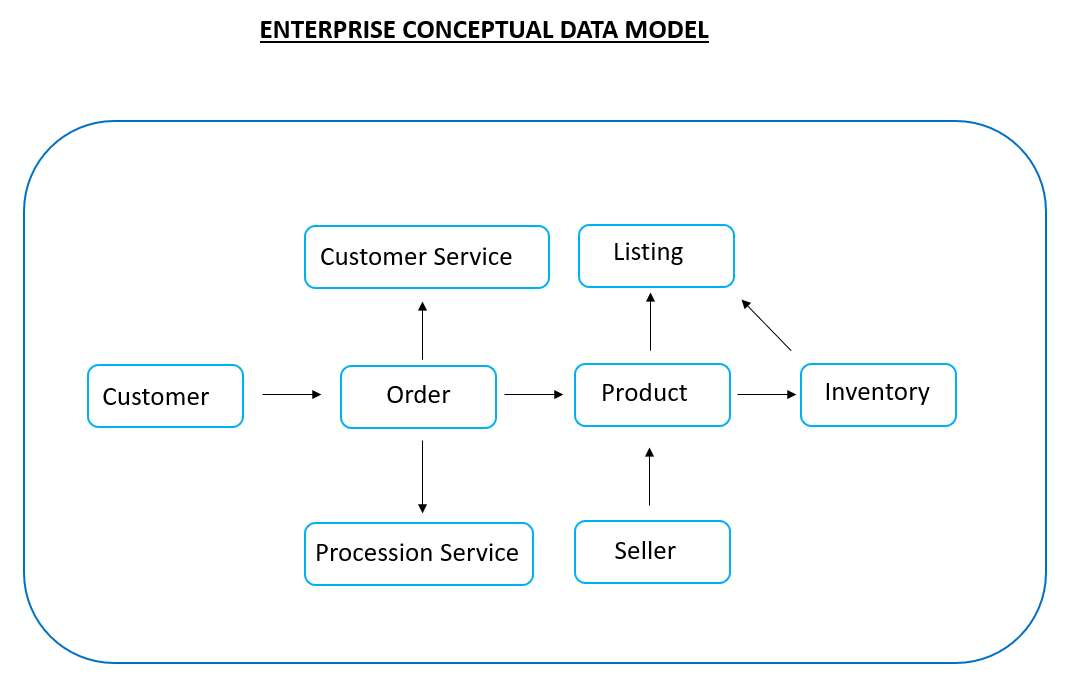 ENTERPRISE CONCEPTUAL DATA MODEL
Customer Service
Listing
Customer
Order
Product
Inventory
Procession Service
Seller